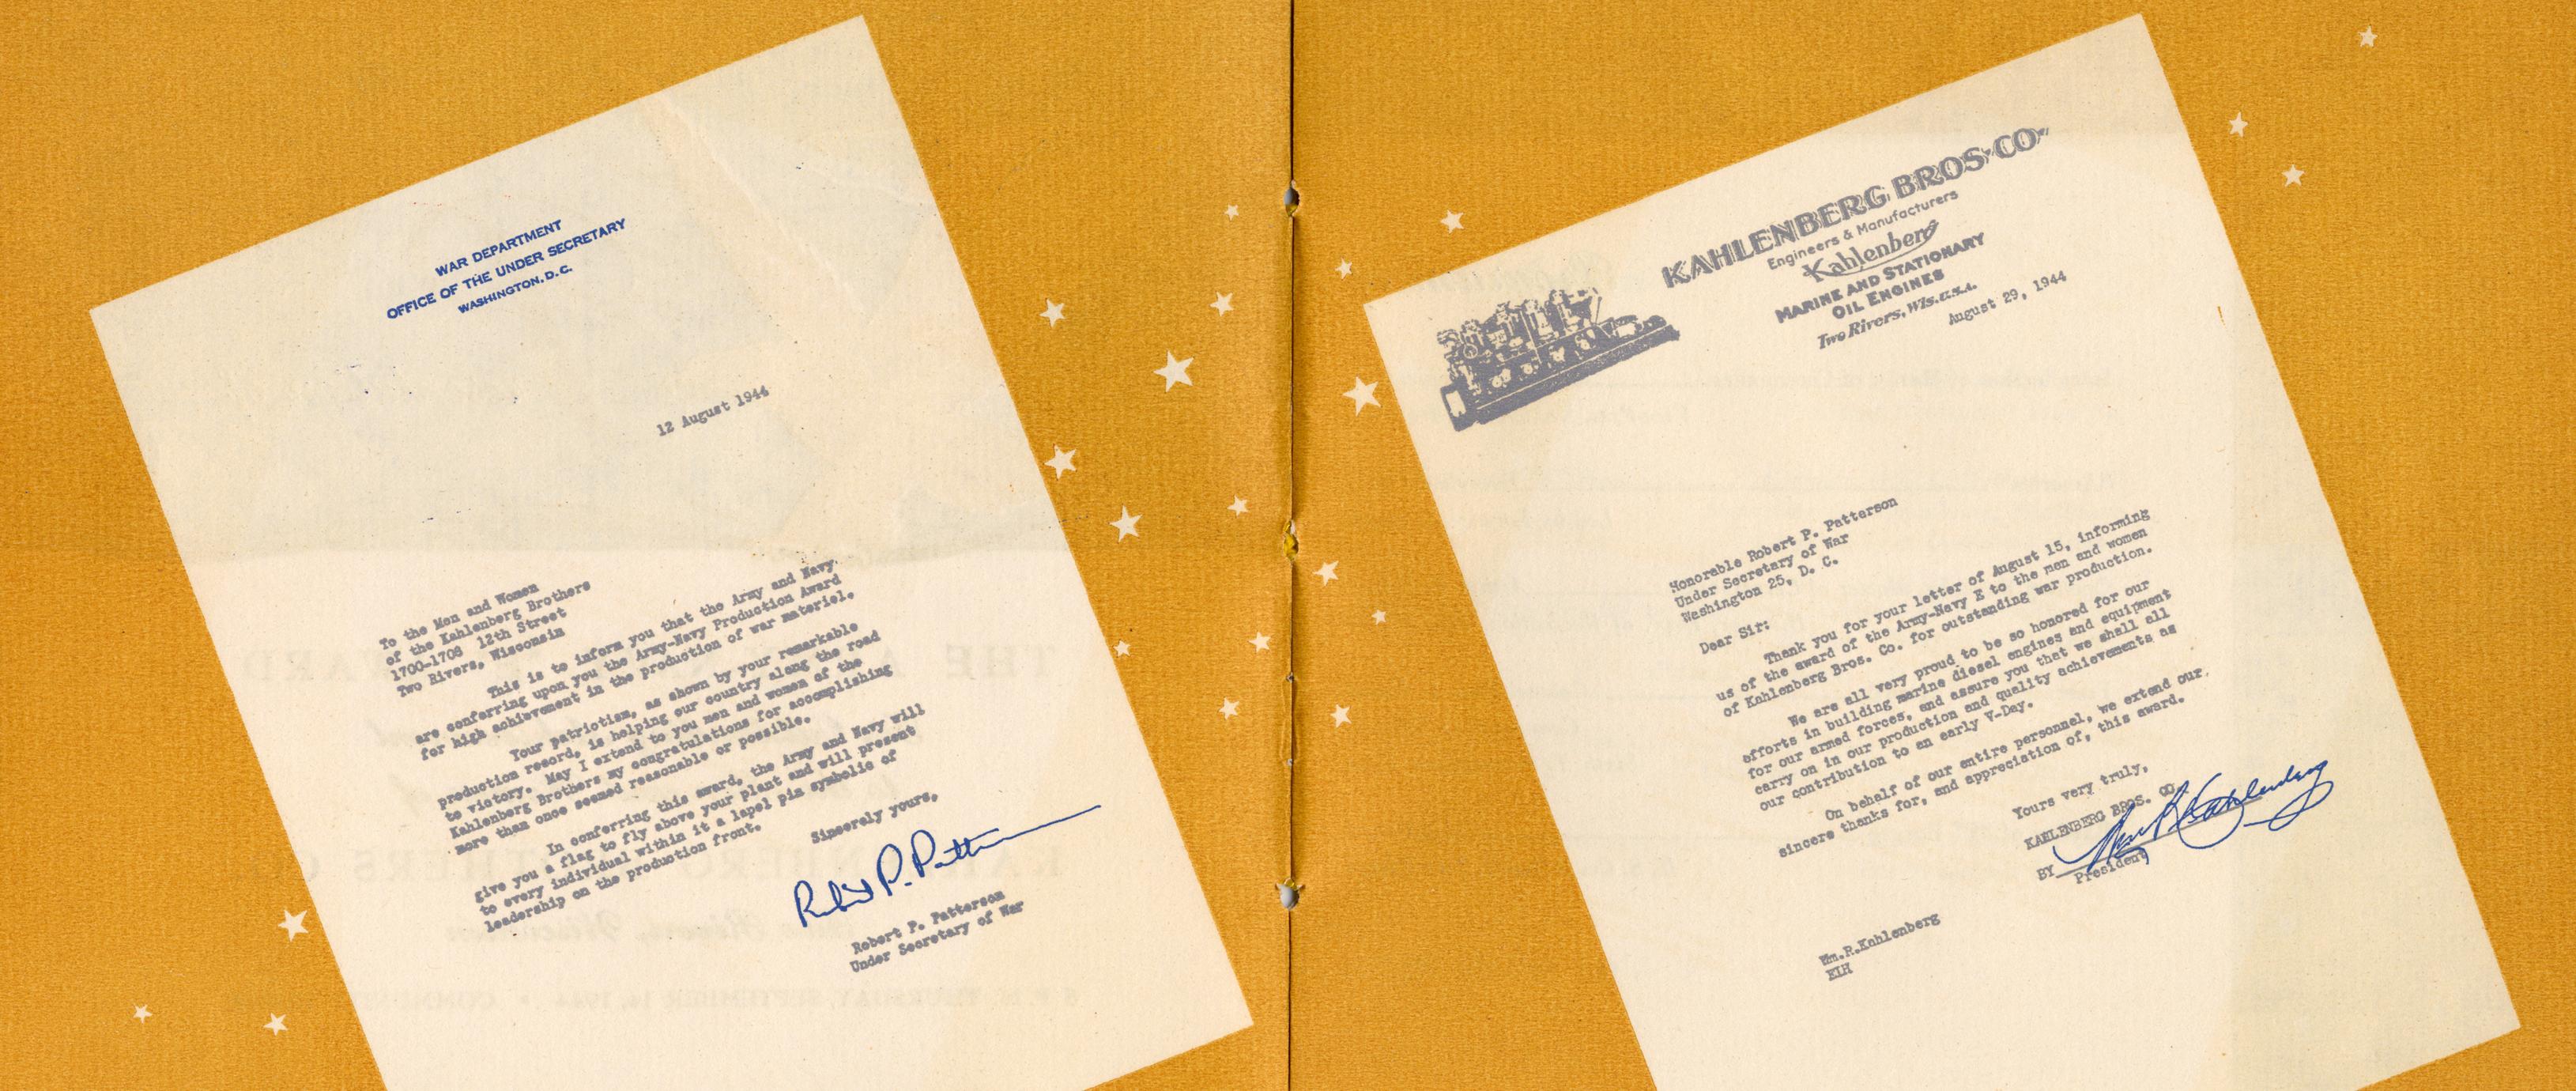 WAR DEPARTMENT
OFFICE OF THE UNDER SECRETARY
WASHINGTON, D.C.
12 August 1944
To the Men and Women
of the Kahlenberg Brothers
1700-1708 12th Street
Two Rivers, Wisconsin
This is to inform you that the Army and Navy
are conferring upon you the Army-Navy Production Award
for high achievement in the production of war materiel.
Your patriotism, as shown by your remarkable
production record, is helping our country along the road
to victory. May I extend to you men and women of the
Kahlenberg Brothers my congratulations for accomplishing
more than once seemed reasonable or possible.
In conferring this award, the Army and Navy will
give you a flag to fly above your plant and will present
to every individual within it a lapel pin symbolic of
leadership on the production front.
Sincerely yours,
Robert P. Patterson
Robert P. Patterson
Under Secretary of War
KAHLENBERG BROS. CO.
Engineers & Manufacturers
Kahlenberg
MARINE AND STATIONARY
OIL ENGINES
Two Rivers, Wis. U.S.A.
August 29, 1944
Honorable Robert P. Patterson
Under Secretary of War
Washington 25, D. C.
Dear Sir:
Thank you for your letter of August 15, informing
us of the award of the Army-Navy E to the men and women
of Kahlenberg Bros. Co. for outstanding war production.
We are all very proud to be so honored for our
efforts in building marine diesel engines and equipment
for our armed forces, and assure you that we shall all
carry on in our production and quality achievements as
our contribution to an early V-Day.
On behalf of our entire personnel, we extend our
sincere thanks for, and appreciation of, this award.
Yours very truly,
KAHLENBERG BROS. CO.
BY Wm R Kahlenberg
President
Wm.R.Kahlenberg
EIH